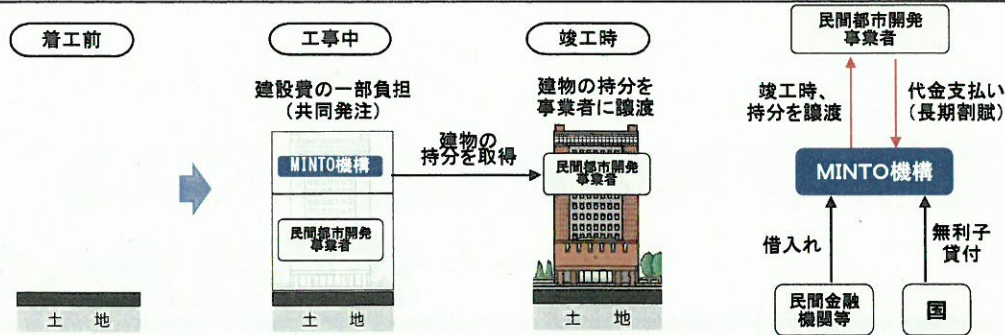 着工前
工事中
竣工時
民間都市開発
事業者
建設費の一部負担
(共同発注)
建物の持分を
事業者に譲渡
竣工時、
持分を譲渡
代金支払い
(長期割賦)
MINTO機構
民間都市開発
事業者
建物の
持分を取得
民間都市開発
事業者
MINTO機構
借入れ
無利子
貸付
土 地
土 地
土 地
民間金融
機関等
国